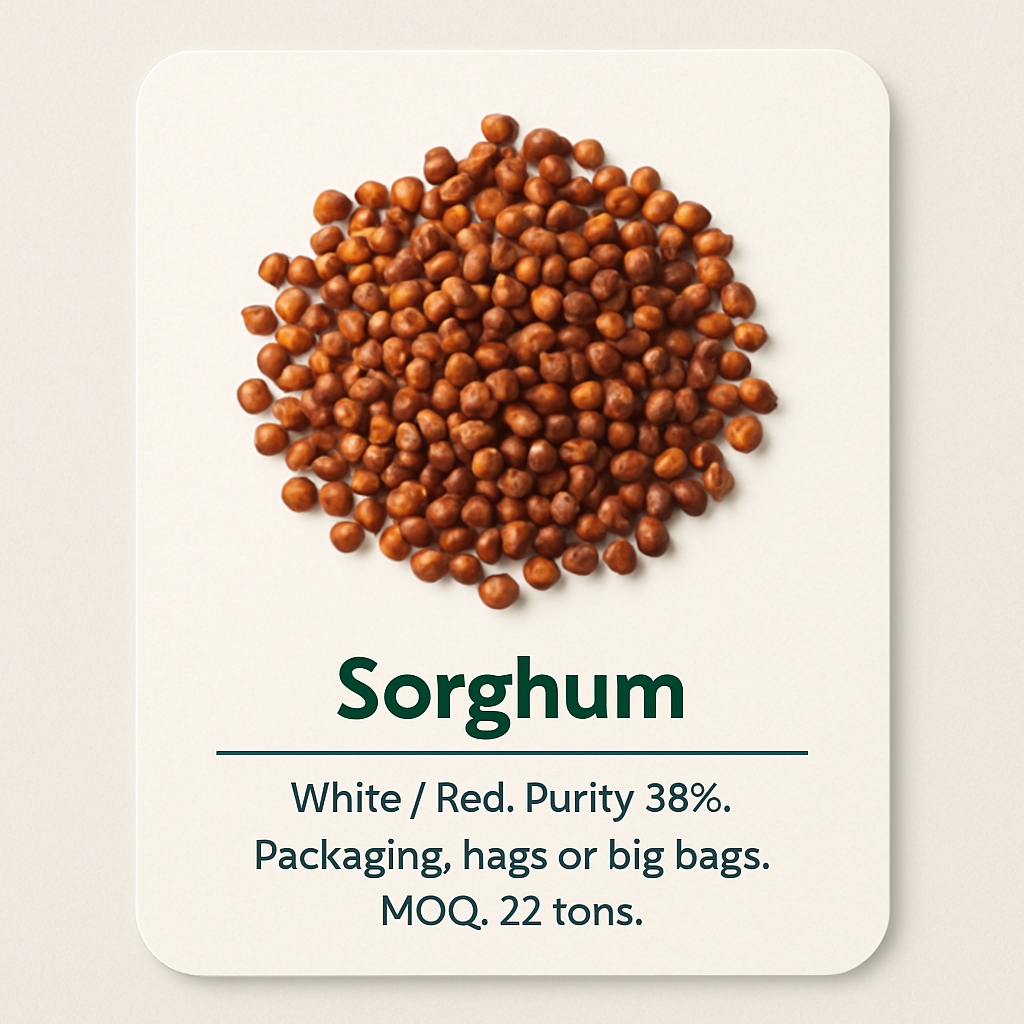 Sorghum
White / Red. Purity 38%.
Packaging, hags or big bags.
MOQ. 22 tons.